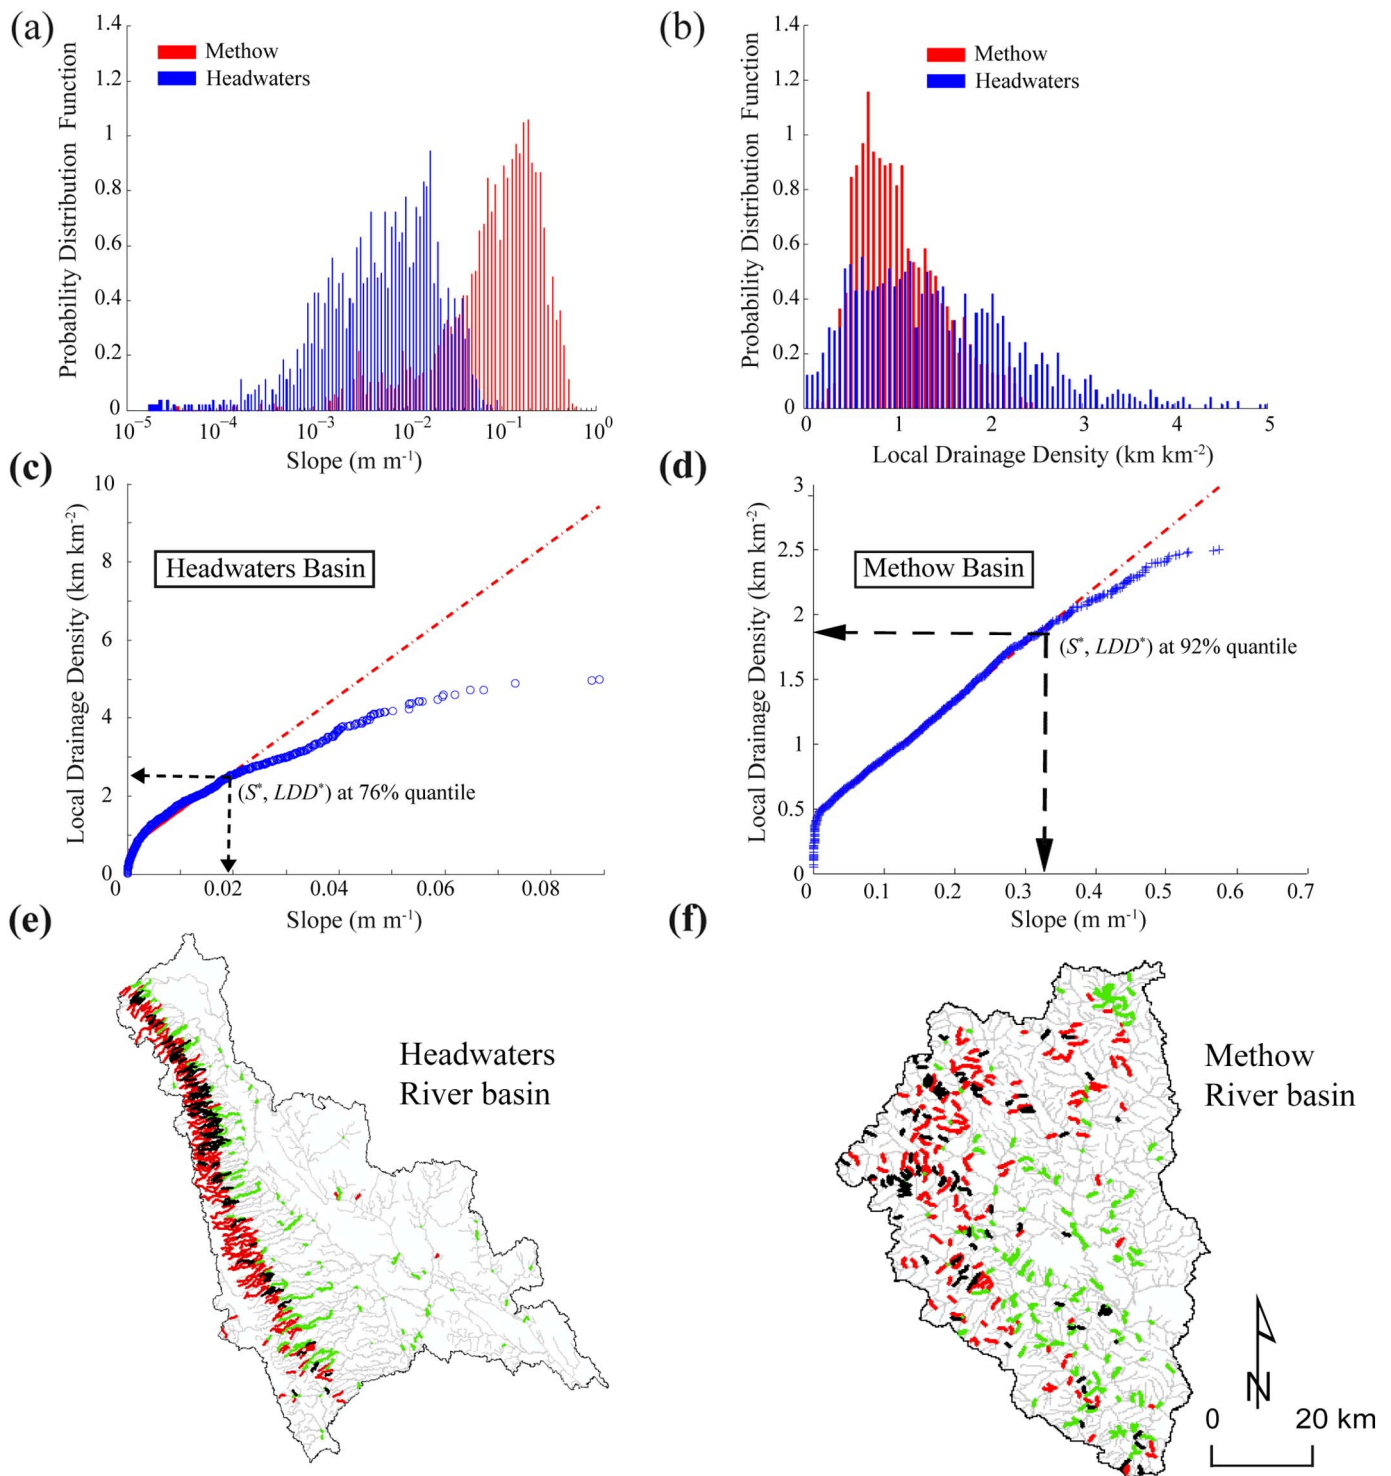 (a)
Probability Distribution Function
1.4
1.2
1
0.8
0.6
0.4
0.2
0
Methow
Headwaters
10⁻⁵ 10⁻⁴ 10⁻³ 10⁻² 10⁻¹ 10⁰
Slope (m m⁻¹)
(b)
Probability Distribution Function
1.4
1.2
1
0.8
0.6
0.4
0.2
0
Methow
Headwaters
0 1 2 3 4 5
Local Drainage Density (km km⁻²)
(c)
Local Drainage Density (km km⁻²)
10
8
6
4
2
0
Headwaters Basin
(S*, LDD*) at 76% quantile
0 0.02 0.04 0.06 0.08
Slope (m m⁻¹)
(d)
Local Drainage Density (km km⁻²)
3
2.5
2
1.5
1
0.5
0
Methow Basin
(S*, LDD*) at 92% quantile
0 0.1 0.2 0.3 0.4 0.5 0.6 0.7
Slope (m m⁻¹)
(e)
Headwaters
River basin
(f)
Methow
River basin
N
0 20 km